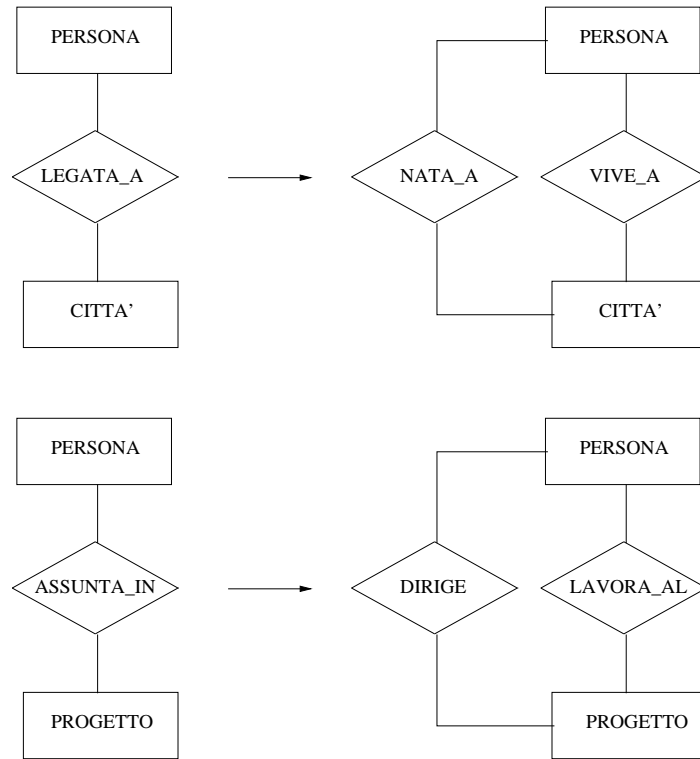 PERSONA
PERSONA
LEGATA_A
NATA_A
VIVE_A
CITTA’
CITTA’
PERSONA
PERSONA
ASSUNTA_IN
DIRIGE
LAVORA_AL
PROGETTO
PROGETTO